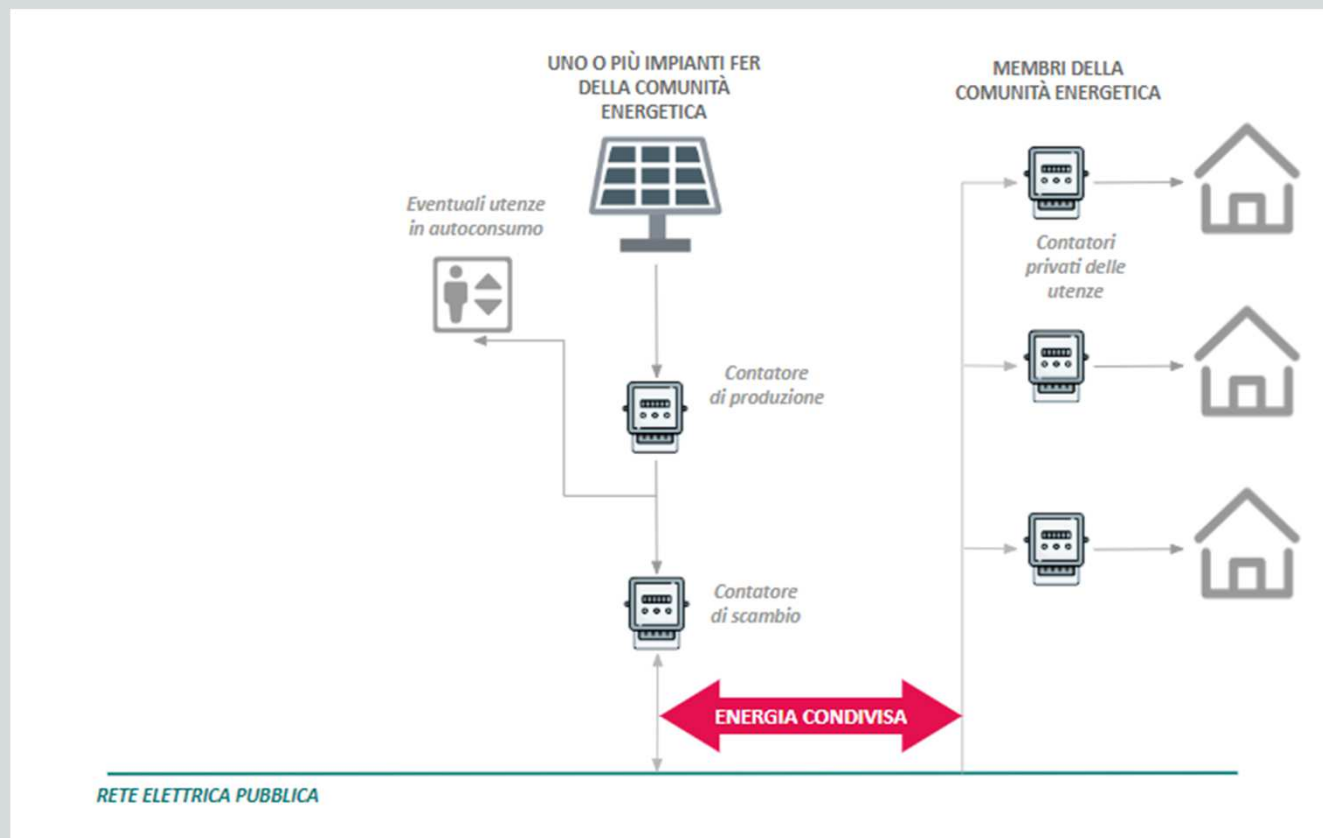 UNO O PIÙ IMPIANTI FER
DELLA COMUNITÀ
ENERGETICA
MEMBRI DELLA
COMUNITÀ ENERGETICA
Eventuali utenze
in autoconsumo
Contatori
privati delle
utenze
Contatore
di produzione
Contatore
di scambio
ENERGIA CONDIVISA
RETE ELETTRICA PUBBLICA